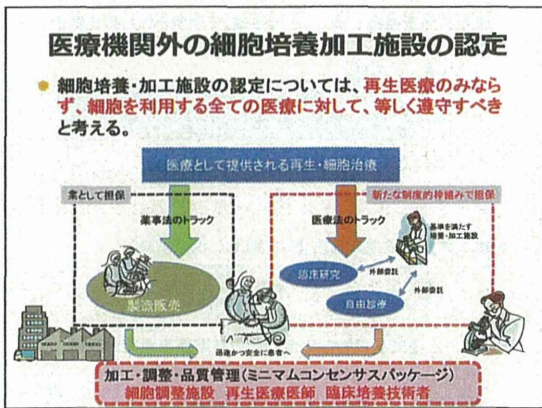 医療機関外の細胞培養加工施設の認定
細胞培養・加工施設の認定については、再生医療のみなら
ず、細胞を利用する全ての医療に対して、等しく遵守すべき
と考える。
医療として提供される再生・細胞治療
業として担保
新たな制度的枠組みで担保
薬事法のトラック
医療法のトラック
基準を満たす
培養・加工施設
臨床研究
外部委託
製造販売
外部委託
自由診療
迅速かつ安全に患者へ
加工・調整・品質管理(ミニマムコンセンサスパッケージ)
細胞調整施設 再生医療医師 臨床培養技術者